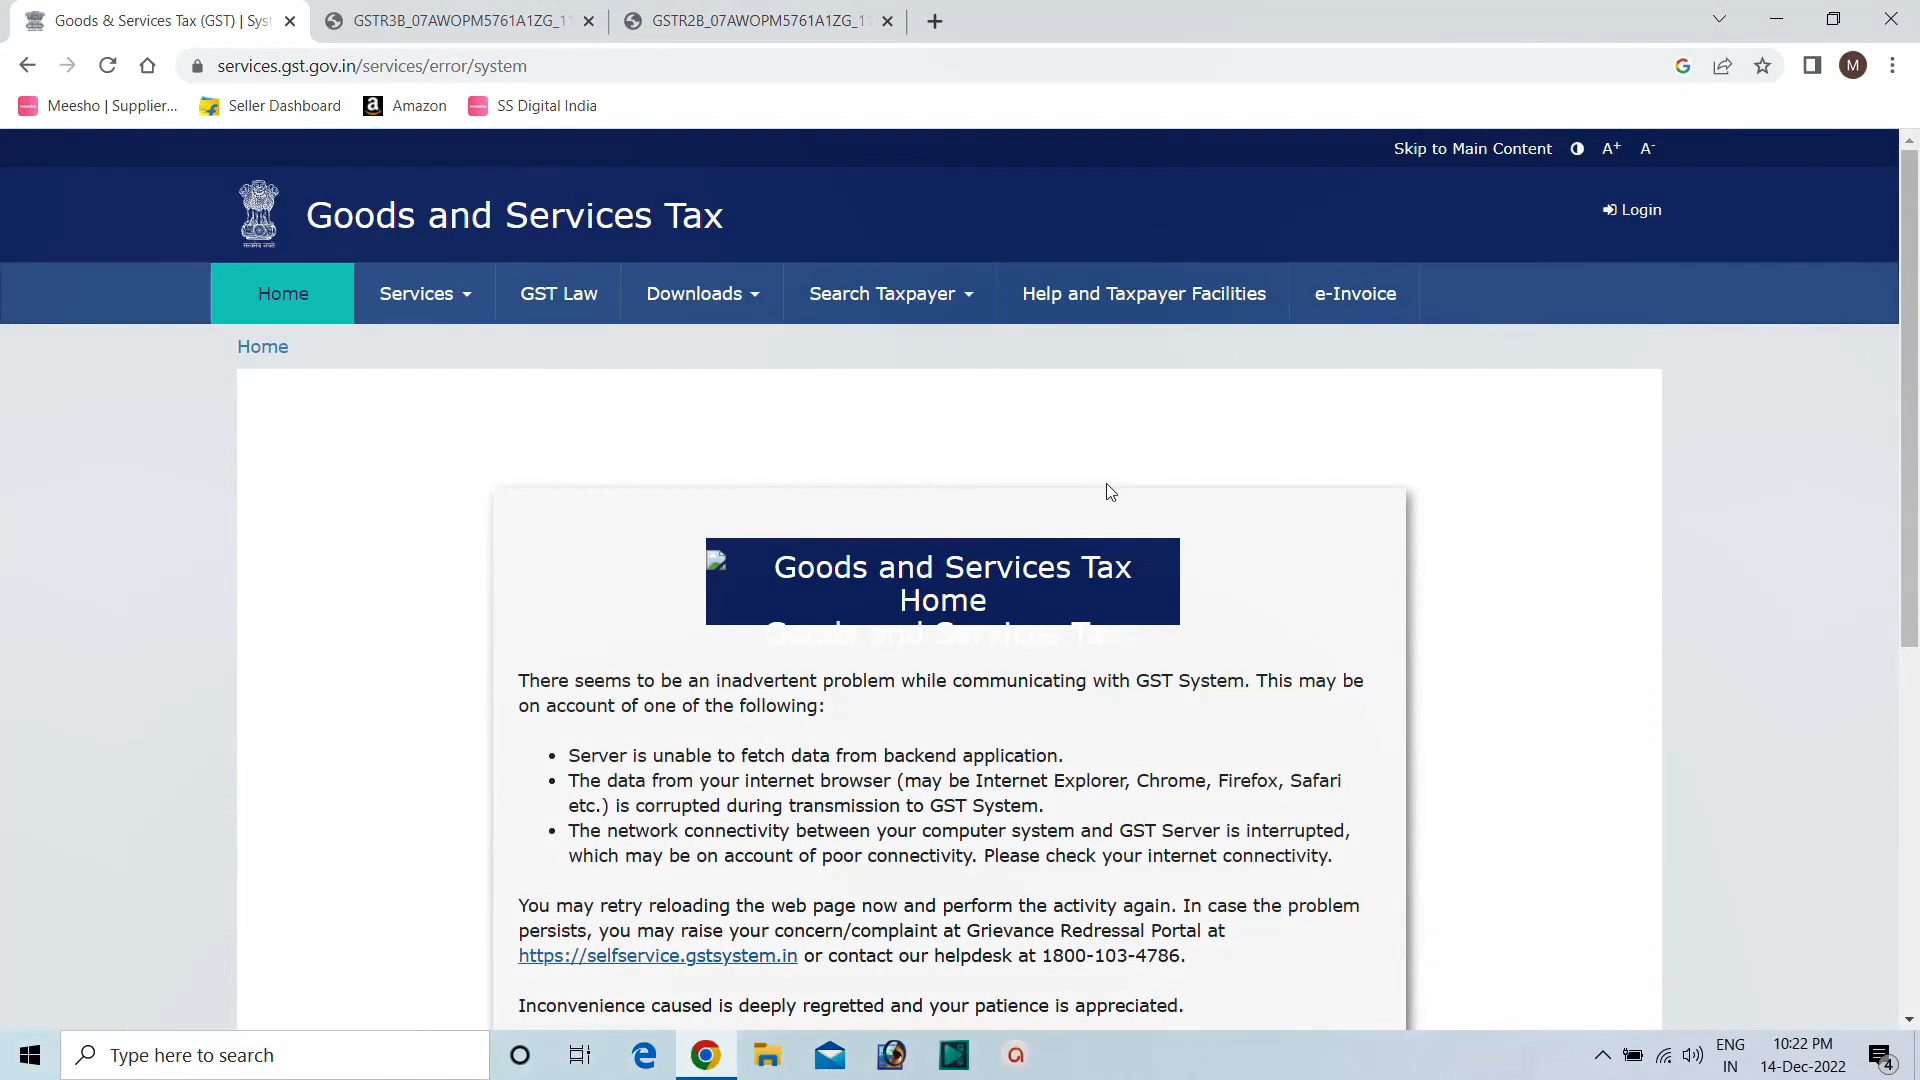 Goods & Services Tax (GST) | Syst
GSTR3B_07AWOPM5761A1ZG_1
GSTR2B_07AWOPM5761A1ZG_1
services.gst.gov.in/services/error/system
M
Meesho | Supplier...
Seller Dashboard
Amazon
SS Digital India
Skip to Main Content
A+
A-
सत्यमेव जयते
Goods and Services Tax
Login
Home
Services
GST Law
Downloads
Search Taxpayer
Help and Taxpayer Facilities
e-Invoice
Home
Goods and Services Tax
Home
Goods and Services Tax
There seems to be an inadvertent problem while communicating with GST System. This may be
on account of one of the following:
Server is unable to fetch data from backend application.
The data from your internet browser (may be Internet Explorer, Chrome, Firefox, Safari
etc.) is corrupted during transmission to GST System.
The network connectivity between your computer system and GST Server is interrupted,
which may be on account of poor connectivity. Please check your internet connectivity.
You may retry reloading the web page now and perform the activity again. In case the problem
persists, you may raise your concern/complaint at Grievance Redressal Portal at
https://selfservice.gstsystem.in or contact our helpdesk at 1800-103-4786.
Inconvenience caused is deeply regretted and your patience is appreciated.
Type here to search
ENG
IN
10:22 PM
14-Dec-2022
4